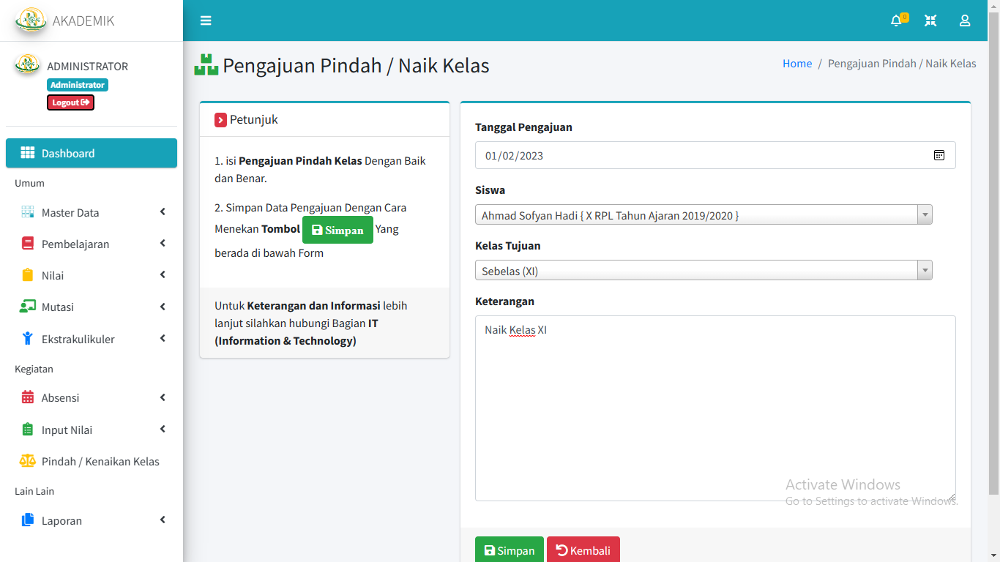 AKADEMIK
0
ADMINISTRATOR
Administrator
Logout
Dashboard
Umum
Master Data
Pembelajaran
Nilai
Mutasi
Ekstrakulikuler
Kegiatan
Absensi
Input Nilai
Pindah / Kenaikan Kelas
Lain Lain
Laporan
Pengajuan Pindah / Naik Kelas
Home / Pengajuan Pindah / Naik Kelas
Petunjuk
1. isi Pengajuan Pindah Kelas Dengan Baik
dan Benar.
2. Simpan Data Pengajuan Dengan Cara
Menekan Tombol Simpan Yang
berada di bawah Form
Untuk Keterangan dan Informasi lebih
lanjut silahkan hubungi Bagian IT
(Information & Technology)
Tanggal Pengajuan
01/02/2023
Siswa
Ahmad Sofyan Hadi { X RPL Tahun Ajaran 2019/2020 }
Kelas Tujuan
Sebelas (XI)
Keterangan
Naik Kelas XI
Activate Windows
Go to Settings to activate Windows.
Simpan Kembali